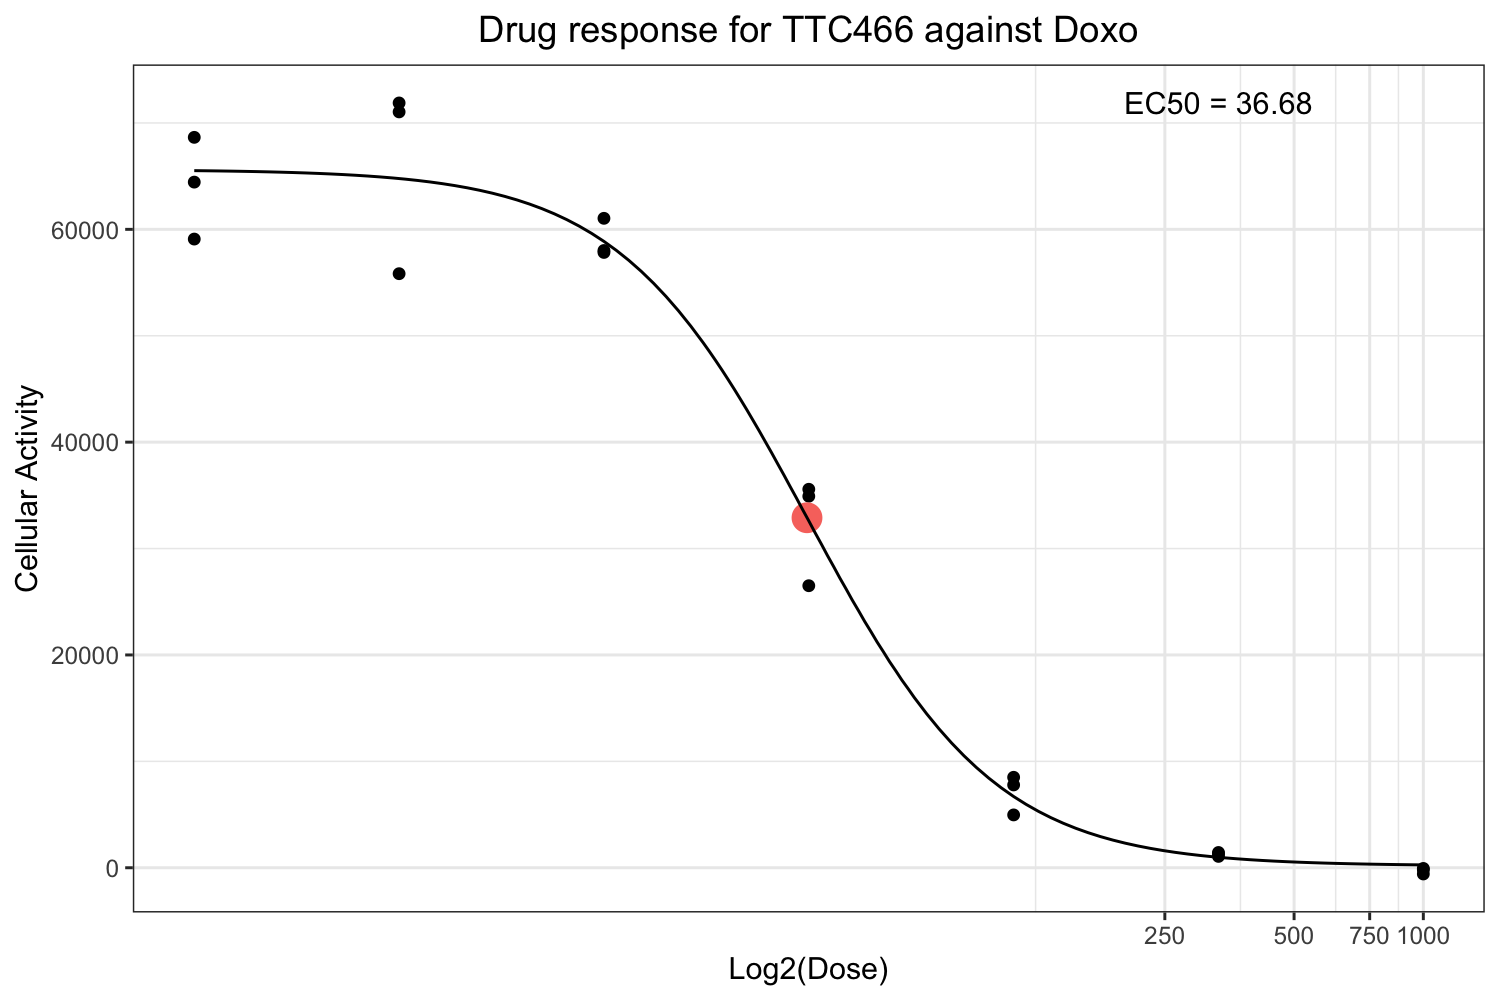 Drug response for TTC466 against Doxo
EC50 = 36.68
Cellular Activity
60000
40000
20000
0
250 500 750 1000
Log2(Dose)